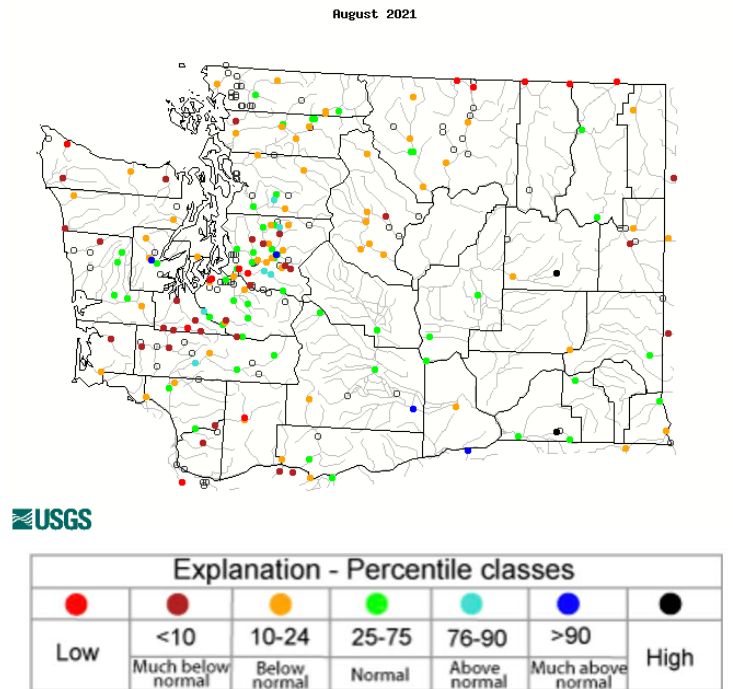 August 2021
USGS
Explanation - Percentile classes
Low
<10
10-24
25-75
76-90
>90
High
Much below
normal
Below
normal
Normal
Above
normal
Much above
normal